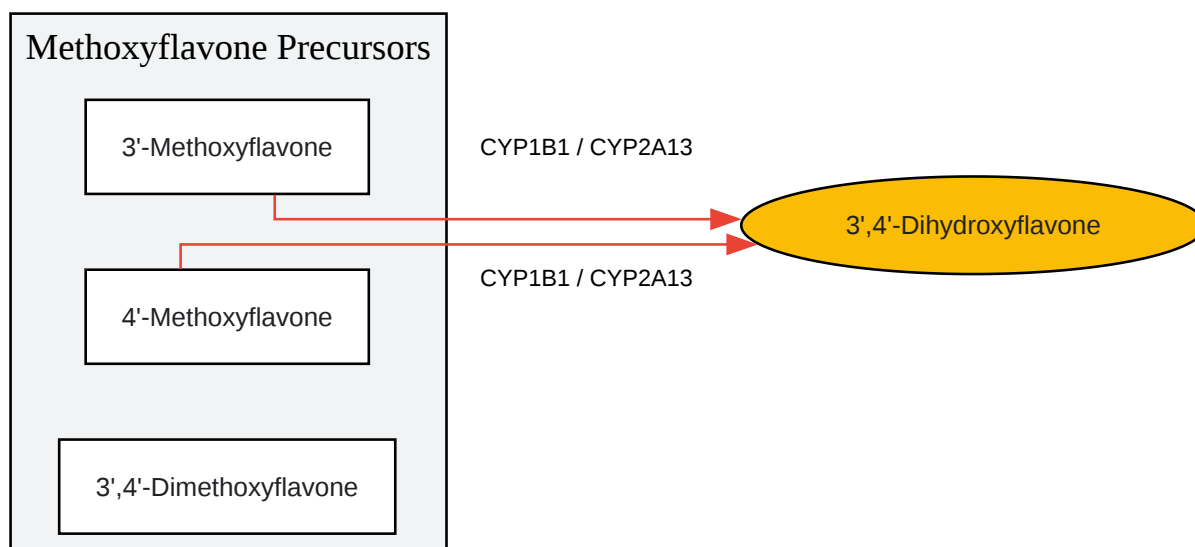 Methoxyflavone Precursors
3'-Methoxyflavone
CYP1B1 / CYP2A13
3',4'-Dihydroxyflavone
CYP1B1 / CYP2A13
4'-Methoxyflavone
3',4'-Dimethoxyflavone